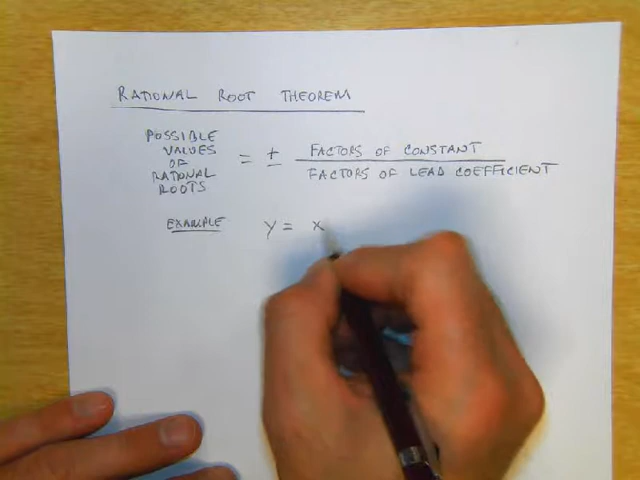 RATIONAL ROOT THEOREM
POSSIBLE
VALUES
OF
RATIONAL
ROOTS
= ± FACTORS OF CONSTANT
FACTORS OF LEAD COEFFICIENT
EXAMPLE y = x